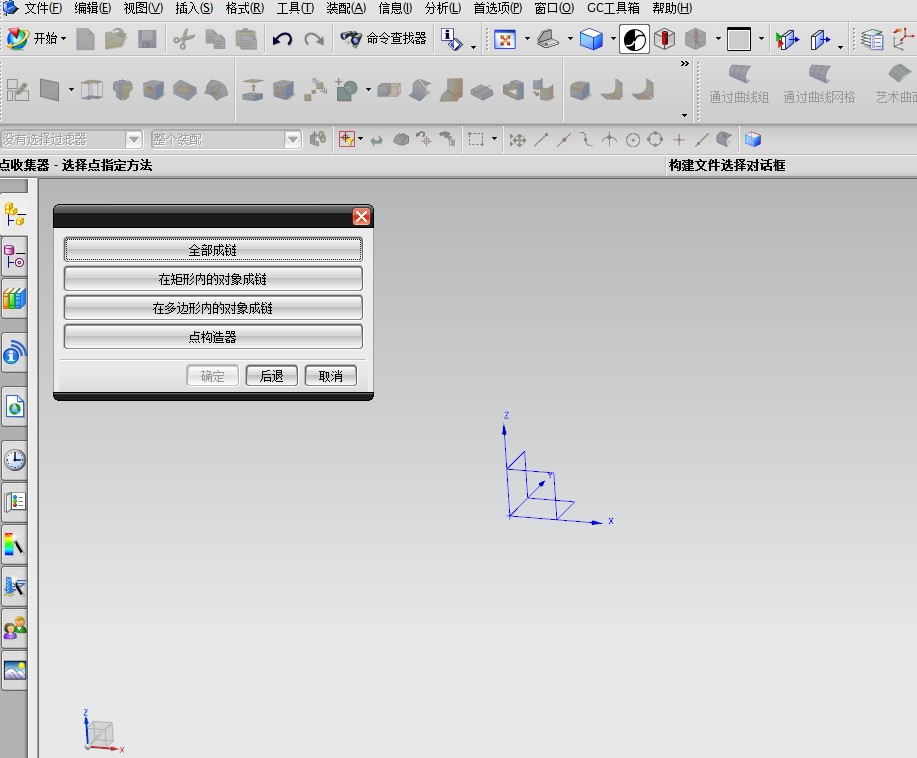 文件(F) 编辑(E) 视图(V) 插入(S) 格式(R) 工具(T) 装配(A) 信息(I) 分析(L) 首选项(P) 窗口(O) GC工具箱 帮助(H)
开始 命令查找器
通过曲线组 通过曲线网格 艺术曲面
没有选择过滤器 整个装配
点收集器 - 选择点指定方法 构建文件选择对话框
全部成链
在矩形内的对象成链
在多边形内的对象成链
点构造器
确定 后退 取消
Z
Y
X
Z
X